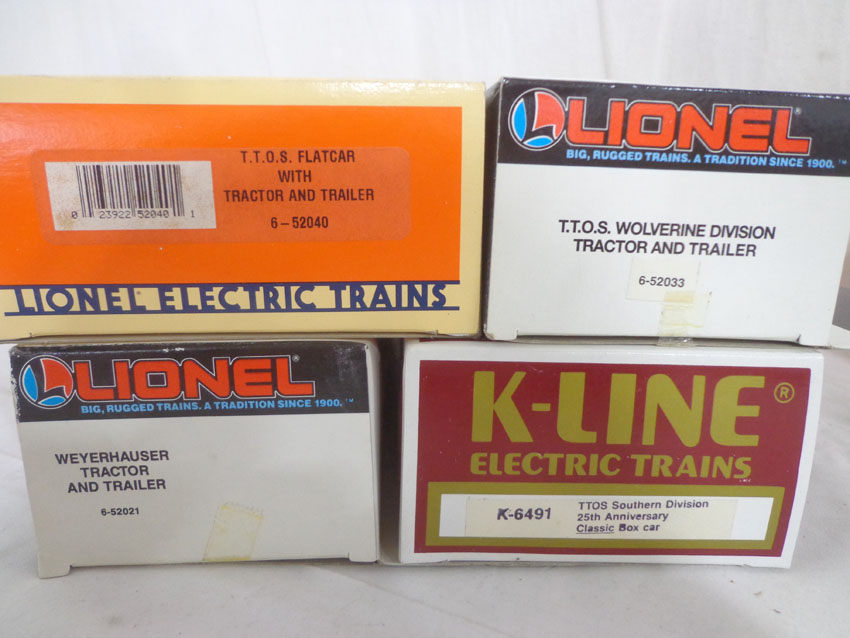 T.T.O.S. FLATCAR
WITH
TRACTOR AND TRAILER
6-52040
0 23922 52040 1
LIONEL ELECTRIC TRAINS
LIONEL
BIG, RUGGED TRAINS. A TRADITION SINCE 1900.™
T.T.O.S. WOLVERINE DIVISION
TRACTOR AND TRAILER
6-52033
LIONEL
BIG, RUGGED TRAINS. A TRADITION SINCE 1900.™
WEYERHAUSER
TRACTOR
AND TRAILER
6-52021
K-LINE®
ELECTRIC TRAINS
K-6491
TTOS Southern Division
25th Anniversary
Classic Box car